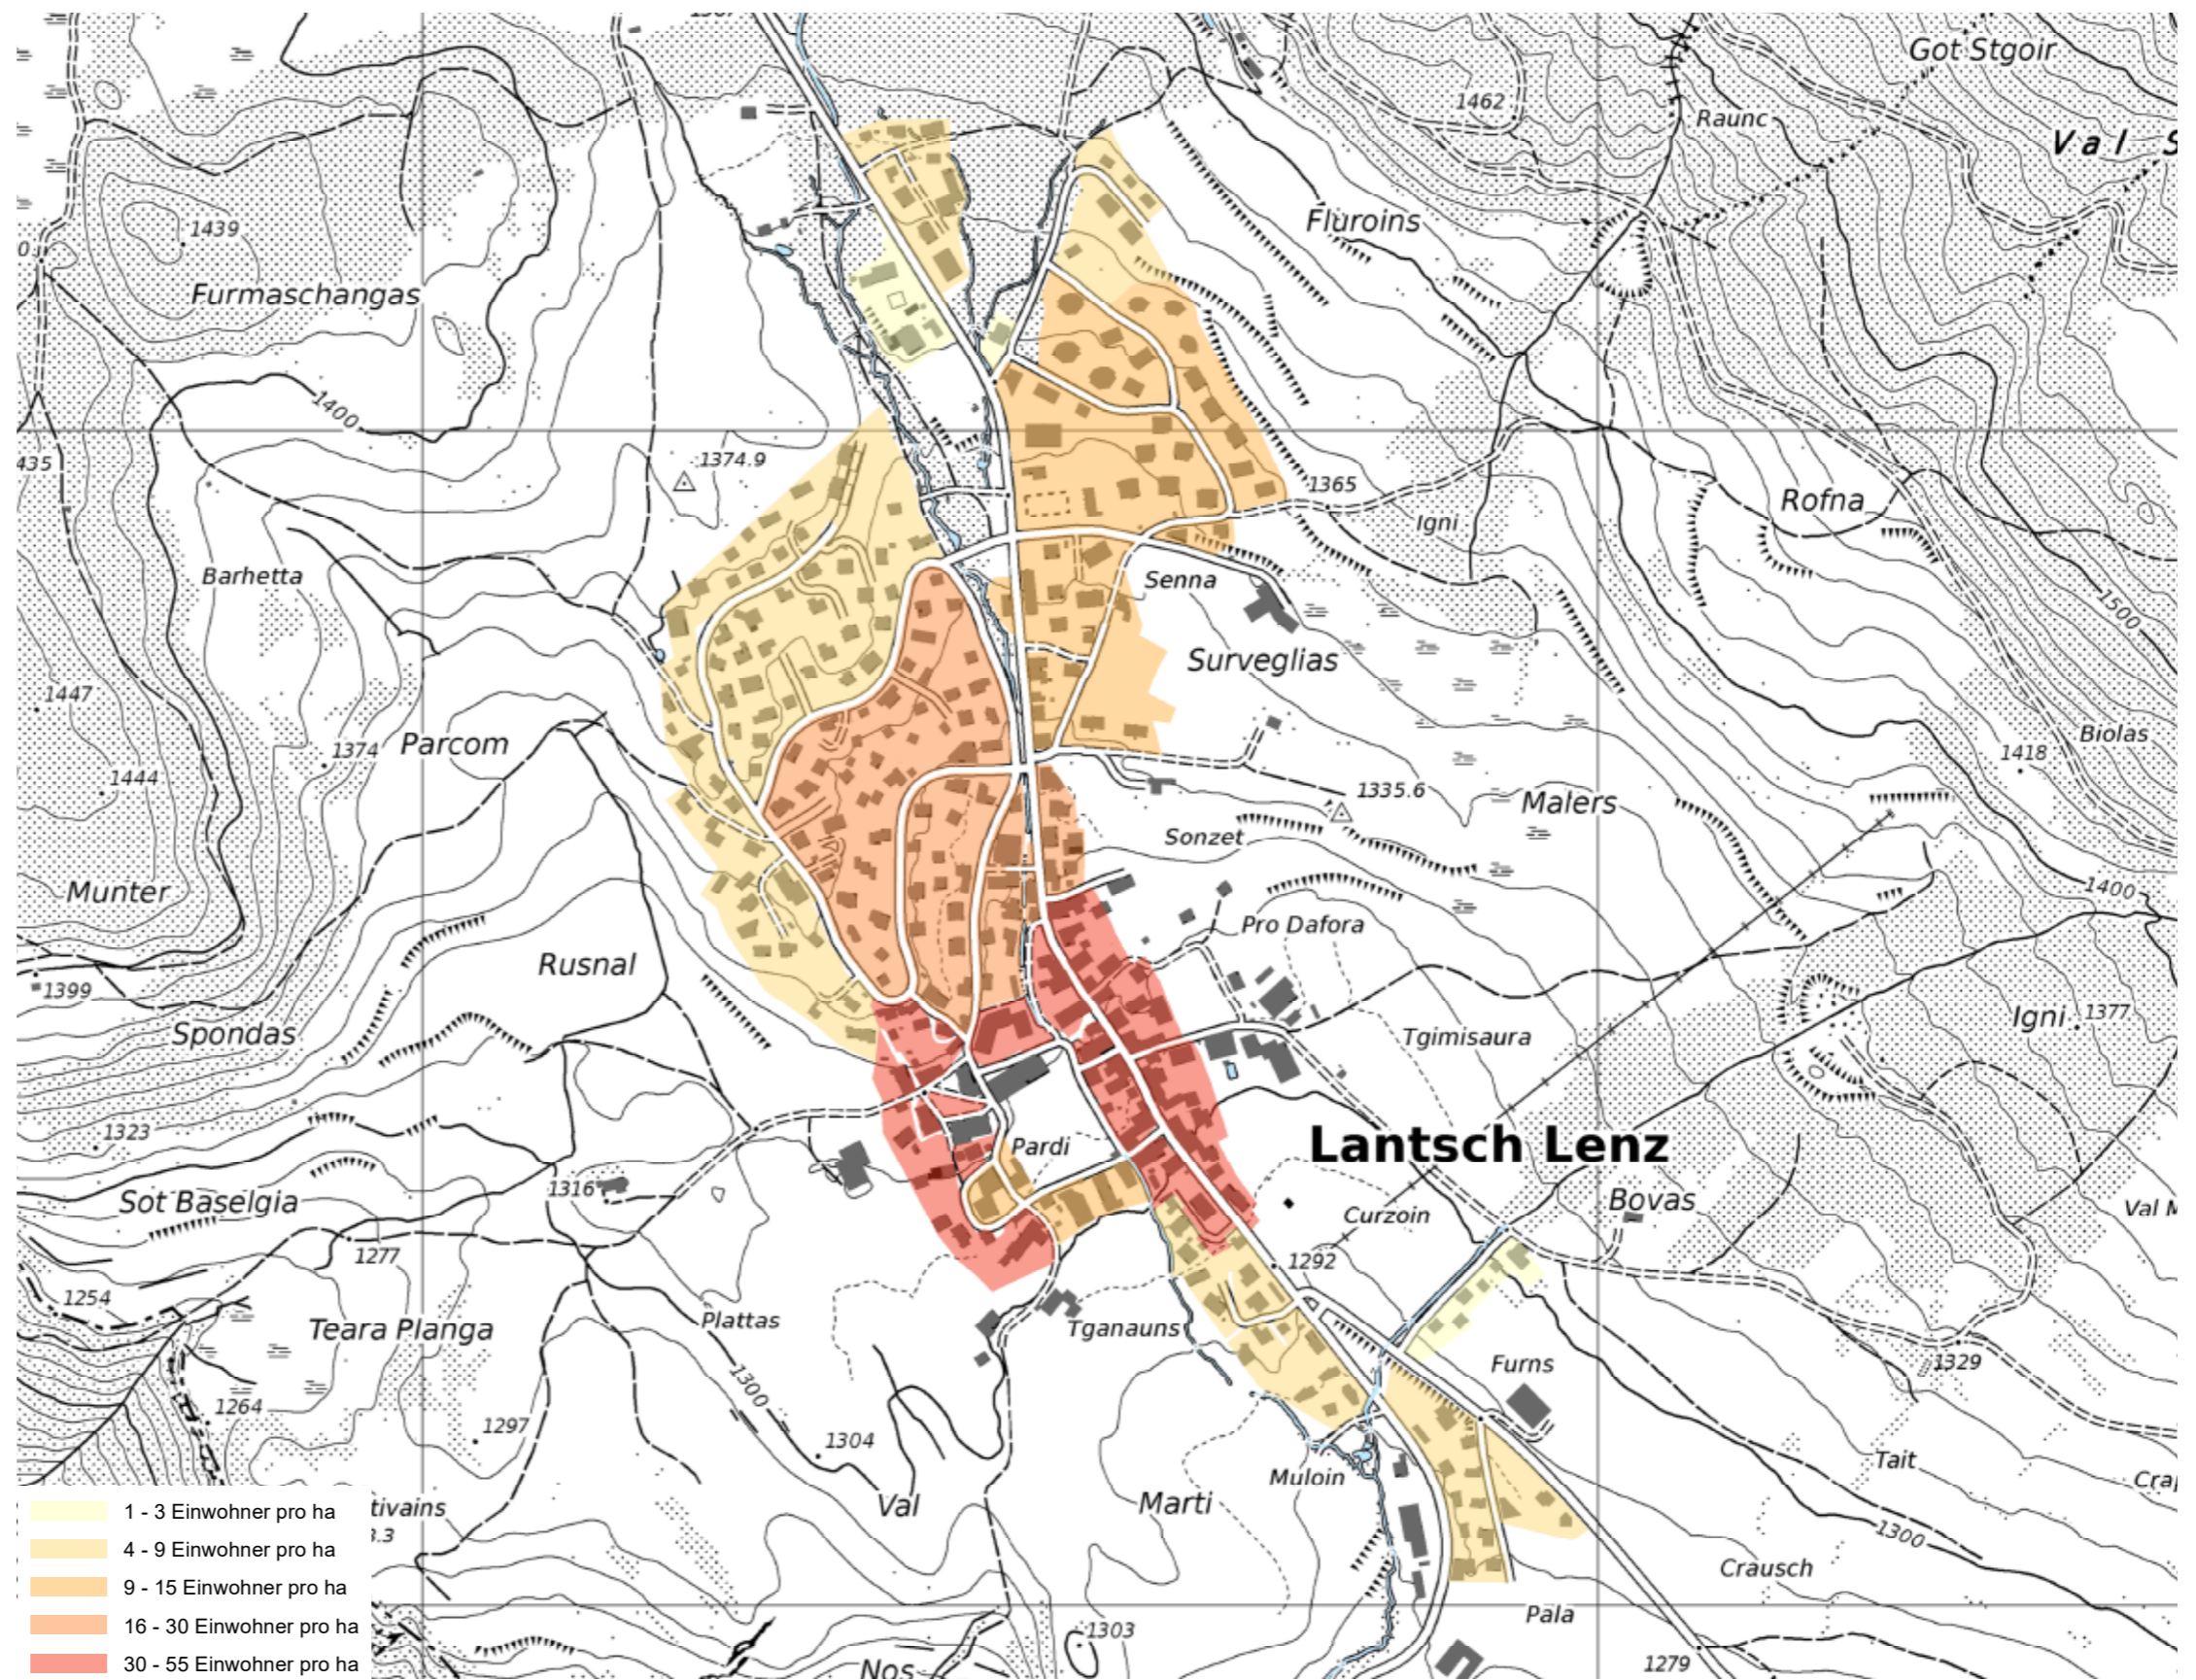 Got Stgoir
1462
Raunc
Val S
Fluroins
1439
Furmaschangas
1400
435
1374.9
1365
Rofna
Igni
Barhetta
Senna
1500
Surveglias
1447
1374
Parcom
Biolas
1418
1444
1335.6
Malers
Sonzet
Munter
1400
Pro Dafora
Rusnal
1399
Igni
1377
Spondas
Tgimisaura
1323
Pardi
Lantsch Lenz
1316
Sot Baselgia
Bovas
Val M
Curzoin
1277
1292
1254
Plattas
Teara Planga
Tganauns
Furns
1329
1300
1264
1297
1304
Tait
Muloin
Crap
Val
Marti
tivains
3.3
1300
Crausch
Pala
1303
Nos
1279
1 - 3 Einwohner pro ha
4 - 9 Einwohner pro ha
9 - 15 Einwohner pro ha
16 - 30 Einwohner pro ha
30 - 55 Einwohner pro ha